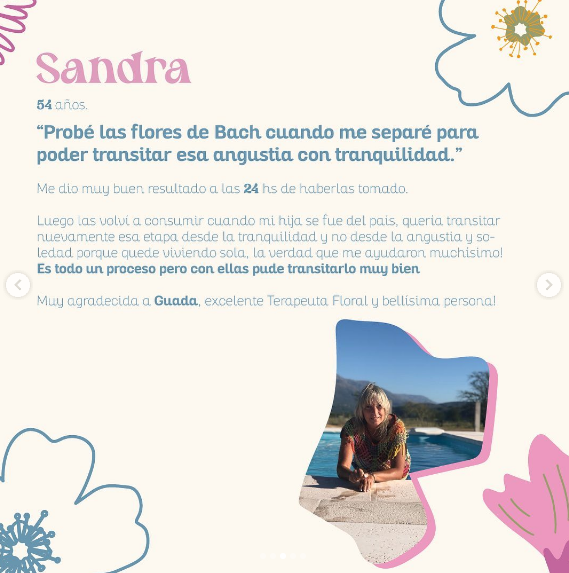 Sandra
54 años.
“Probé las flores de Bach cuando me separé para
poder transitar esa angustia con tranquilidad.”
Me dio muy buen resultado a las 24 hs de haberlas tomado.
Luego las volví a consumir cuando mi hija se fue del país, quería transitar
nuevamente esa etapa desde la tranquilidad y no desde la angustia y so-
ledad porque quede viviendo sola, la verdad que me ayudaron muchísimo!
Es todo un proceso pero con ellas pude transitarlo muy bien
Muy agradecida a Guada, excelente Terapeuta Floral y bellísima persona!